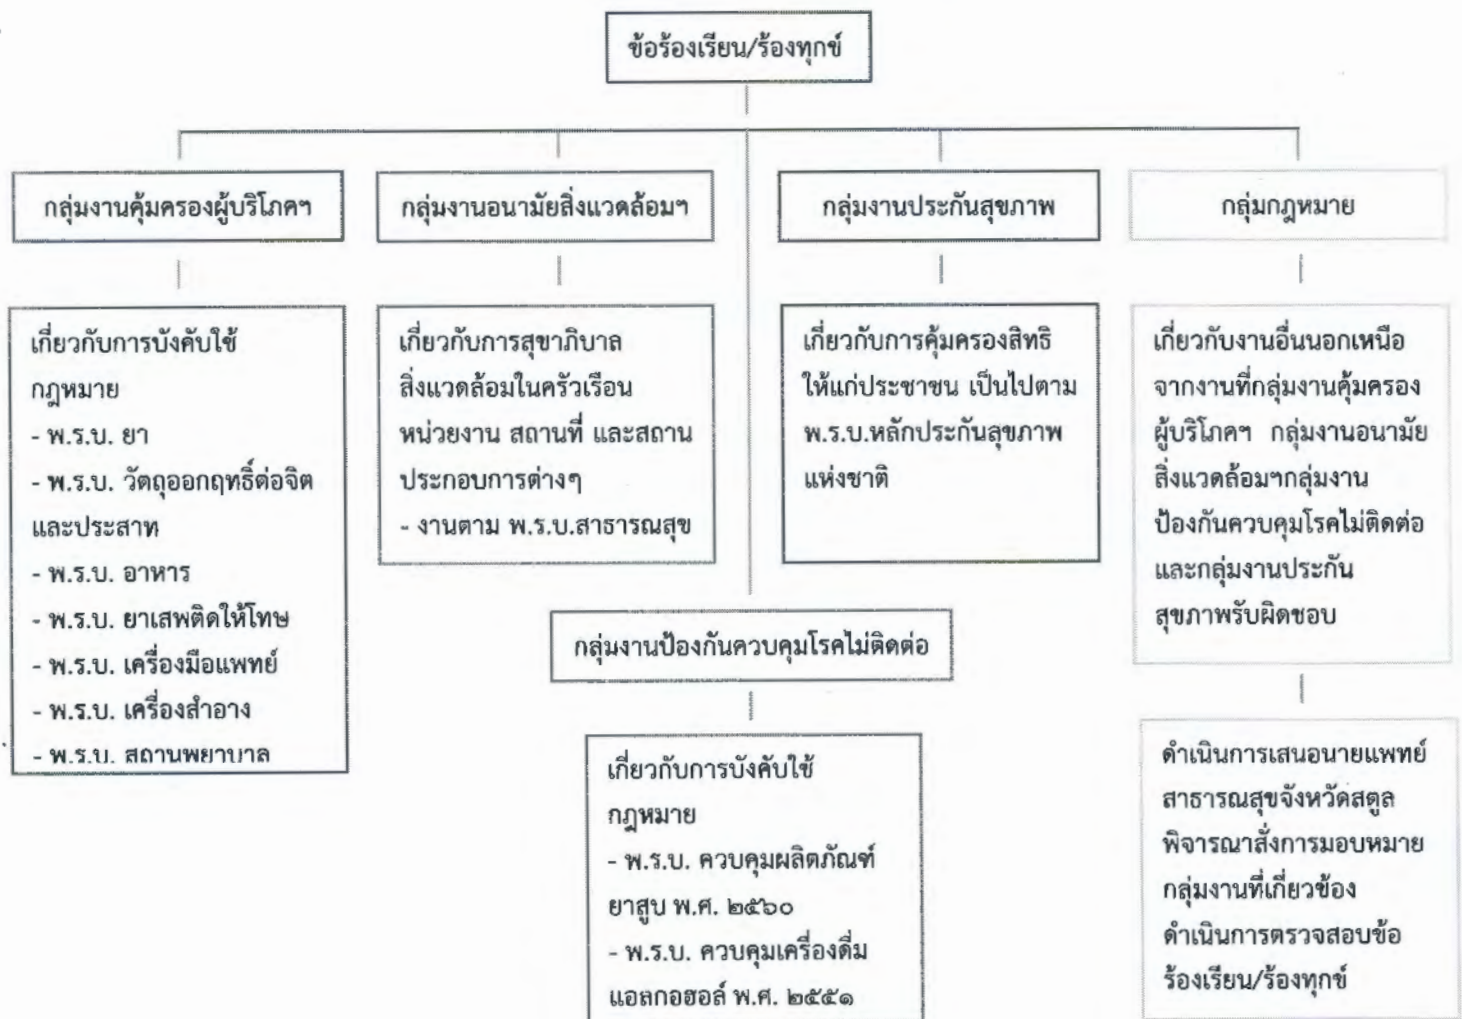 ข้อร้องเรียน/ร้องทุกข์
กลุ่มงานคุ้มครองผู้บริโภคฯ
เกี่ยวกับการบังคับใช้
กฎหมาย
- พ.ร.บ. ยา
- พ.ร.บ. วัตถุออกฤทธิ์ต่อจิต
และประสาท
- พ.ร.บ. อาหาร
- พ.ร.บ. ยาเสพติดให้โทษ
- พ.ร.บ. เครื่องมือแพทย์
- พ.ร.บ. เครื่องสำอาง
- พ.ร.บ. สถานพยาบาล
กลุ่มงานอนามัยสิ่งแวดล้อมฯ
เกี่ยวกับการสุขาภิบาล
สิ่งแวดล้อมในครัวเรือน
หน่วยงาน สถานที่ และสถาน
ประกอบการต่างๆ
- งานตาม พ.ร.บ.สาธารณสุข
กลุ่มงานป้องกันควบคุมโรคไม่ติดต่อ
เกี่ยวกับการบังคับใช้
กฎหมาย
- พ.ร.บ. ควบคุมผลิตภัณฑ์
ยาสูบ พ.ศ. ๒๕๖๐
- พ.ร.บ. ควบคุมเครื่องดื่ม
แอลกอฮอล์ พ.ศ. ๒๕๕๑
กลุ่มงานประกันสุขภาพ
เกี่ยวกับการคุ้มครองสิทธิ
ให้แก่ประชาชน เป็นไปตาม
พ.ร.บ.หลักประกันสุขภาพ
แห่งชาติ
กลุ่มกฎหมาย
เกี่ยวกับงานอื่นนอกเหนือ
จากงานที่กลุ่มงานคุ้มครอง
ผู้บริโภคฯ กลุ่มงานอนามัย
สิ่งแวดล้อมฯกลุ่มงาน
ป้องกันควบคุมโรคไม่ติดต่อ
และกลุ่มงานประกัน
สุขภาพรับผิดชอบ
ดำเนินการเสนอนายแพทย์
สาธารณสุขจังหวัดสตูล
พิจารณาสั่งการมอบหมาย
กลุ่มงานที่เกี่ยวข้อง
ดำเนินการตรวจสอบข้อ
ร้องเรียน/ร้องทุกข์